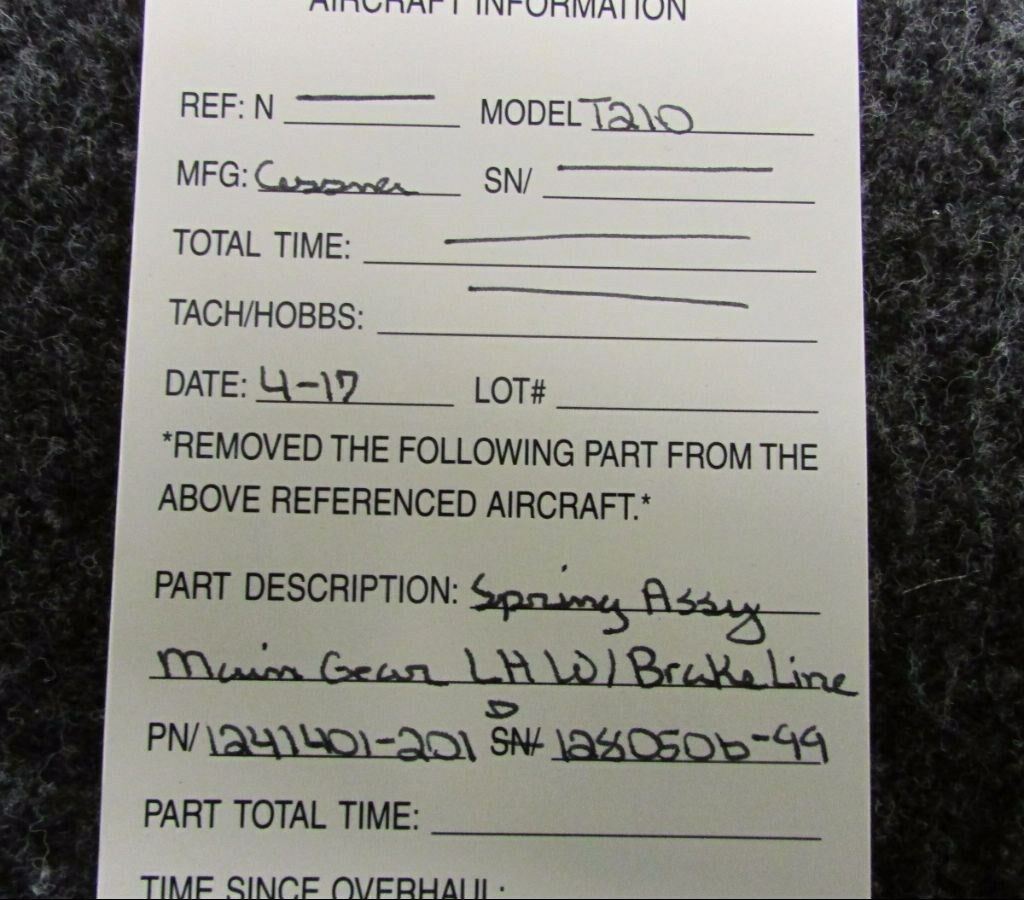 AIRCRAFT INFORMATION
REF: N MODEL T210
MFG: Cessna SN/
TOTAL TIME:
TACH/HOBBS:
DATE: 4-17 LOT#
*REMOVED THE FOLLOWING PART FROM THE
ABOVE REFERENCED AIRCRAFT.*
PART DESCRIPTION: Spring Assy
Main Gear LH W/Brake Line
D
PN/ 1241401-201 SN/ 1280506-99
PART TOTAL TIME:
TIME SINCE OVERHAUL: